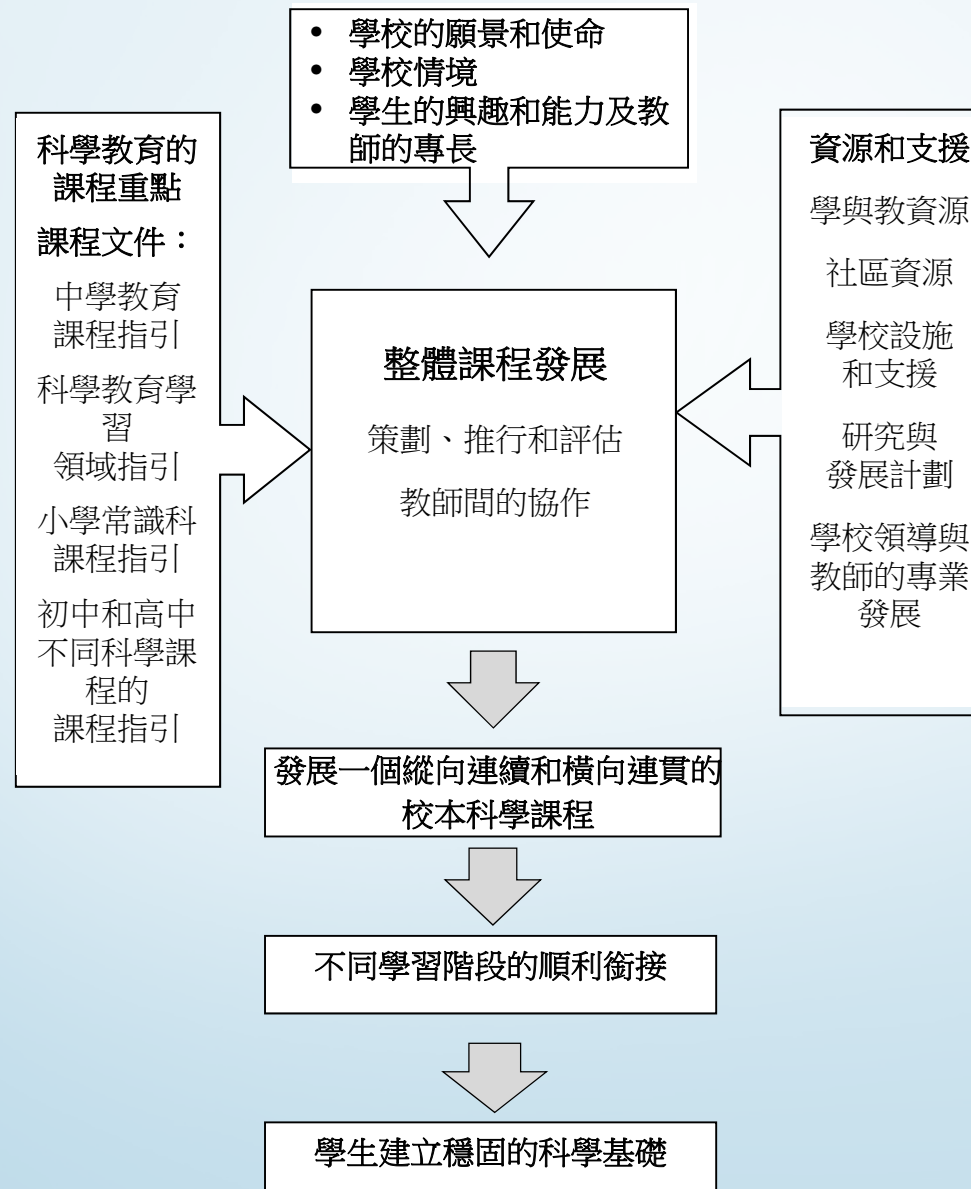 • 學校的願景和使命
• 學校情境
• 學生的興趣和能力及教
師的專長
科學教育的
課程重點
課程文件：
中學教育
課程指引
科學教育學
習
領域指引
小學常識科
課程指引
初中和高中
不同科學課
程的
課程指引
整體課程發展
策劃、推行和評估
教師間的協作
資源和支援
學與教資源
社區資源
學校設施
和支援
研究與
發展計劃
學校領導與
教師的專業
發展
發展一個縱向連續和橫向連貫的
校本科學課程
不同學習階段的順利銜接
學生建立穩固的科學基礎